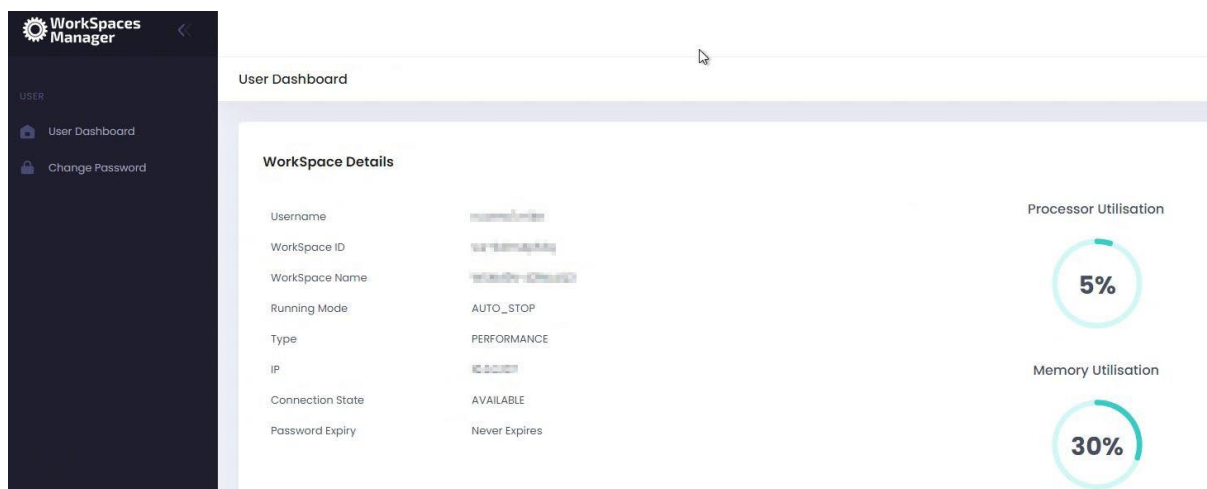 WorkSpaces
Manager
User Dashboard
USER
User Dashboard
Change Password
WorkSpace Details
Username
WorkSpace ID
WorkSpace Name
Running Mode AUTO_STOP
Type PERFORMANCE
IP
Connection State AVAILABLE
Password Expiry Never Expires
Processor Utilisation
5%
Memory Utilisation
30%